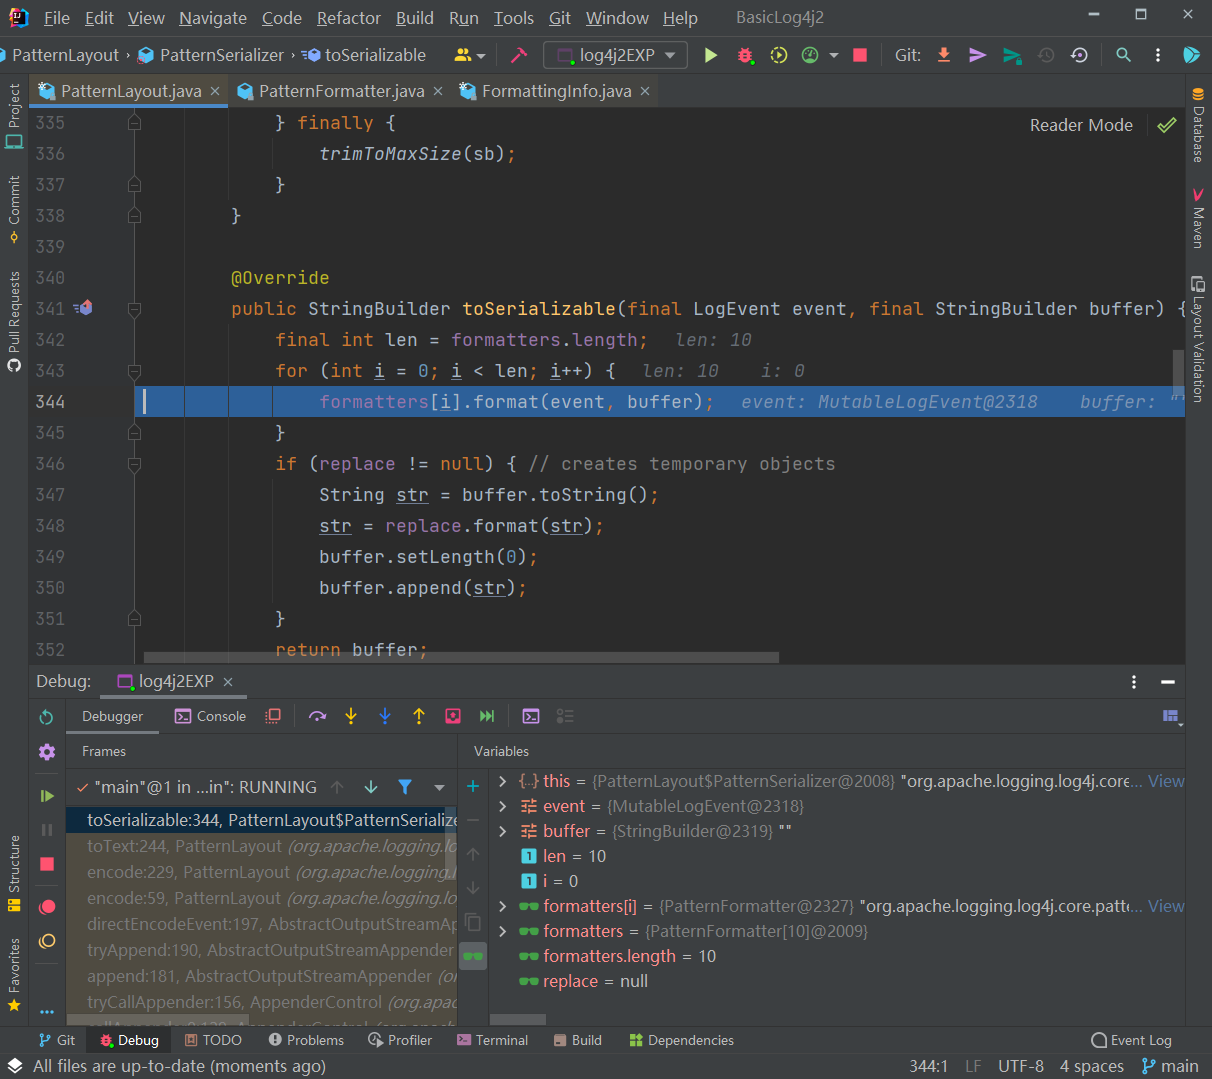 File Edit View Navigate Code Refactor Build Run Tools Git Window Help BasicLog4j2
PatternLayout › PatternSerializer › toSerializable log4j2EXP Git:
PatternLayout.java × PatternFormatter.java × FormattingInfo.java ×
Project
Commit
Pull Requests
Structure
Favorites
Database
Maven
Layout Validation
Reader Mode
335 } finally {
336 trimToMaxSize(sb);
337 }
338 }
339
340 @Override
341 public StringBuilder toSerializable(final LogEvent event, final StringBuilder buffer) {
342 final int len = formatters.length; len: 10
343 for (int i = 0; i < len; i++) { len: 10 i: 0
344 formatters[i].format(event, buffer); event: MutableLogEvent@2318 buffer: ""
345 }
346 if (replace != null) { // creates temporary objects
347 String str = buffer.toString();
348 str = replace.format(str);
349 buffer.setLength(0);
350 buffer.append(str);
351 }
352 return buffer;
Debug: log4j2EXP ×
Debugger Console
Frames
"main"@1 in ...in": RUNNING
toSerializable:344, PatternLayout$PatternSerialize
toText:244, PatternLayout (org.apache.logging.lo
encode:229, PatternLayout (org.apache.logging.l
encode:59, PatternLayout (org.apache.logging.lo
directEncodeEvent:197, AbstractOutputStreamAp
tryAppend:190, AbstractOutputStreamAppender
append:181, AbstractOutputStreamAppender (or
tryCallAppender:156, AppenderControl (org.apac
Variables
this = {PatternLayout$PatternSerializer@2008} "org.apache.logging.log4j.core... View
event = {MutableLogEvent@2318}
buffer = {StringBuilder@2319} ""
len = 10
i = 0
formatters[i] = {PatternFormatter@2327} "org.apache.logging.log4j.core.patte... View
formatters = {PatternFormatter[10]@2009}
formatters.length = 10
replace = null
Git Debug TODO Problems Profiler Terminal Build Dependencies Event Log
All files are up-to-date (moments ago) 344:1 LF UTF-8 4 spaces main